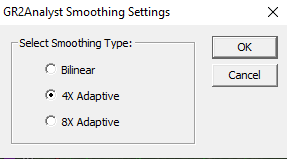 GR2Analyst Smoothing Settings
Select Smoothing Type:
Bilinear
4X Adaptive
8X Adaptive
OK
Cancel